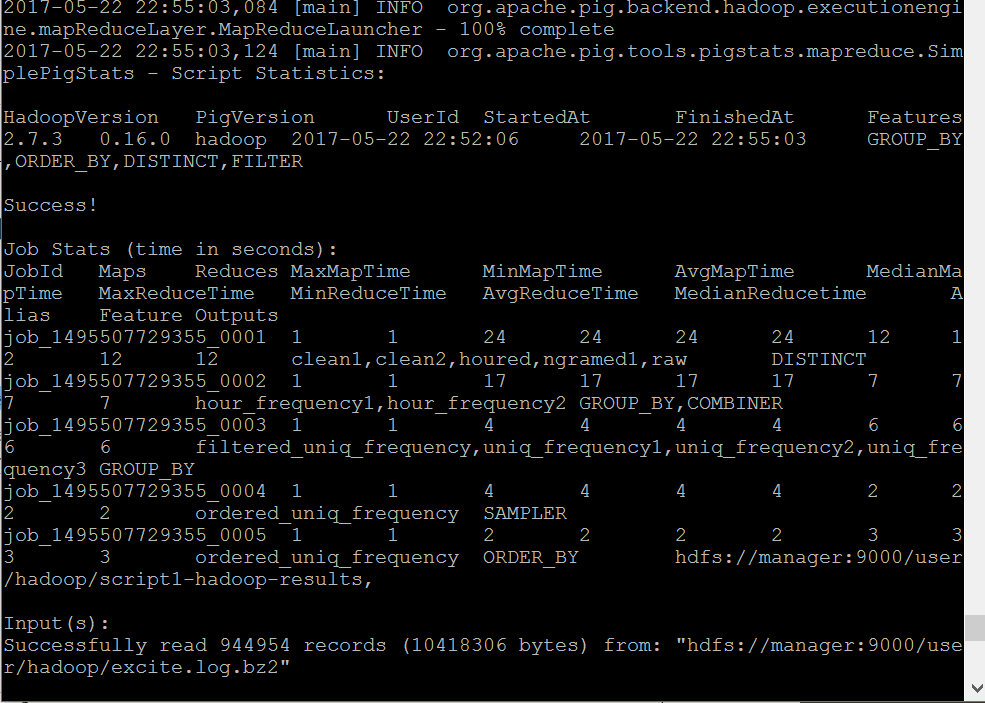 2017-05-22 22:55:03,084 [main] INFO  org.apache.pig.backend.hadoop.executionengi
ne.mapReduceLayer.MapReduceLauncher - 100% complete
2017-05-22 22:55:03,124 [main] INFO  org.apache.pig.tools.pigstats.mapreduce.Sim
plePigStats - Script Statistics:

HadoopVersion   PigVersion      UserId  StartedAt       FinishedAt      Features
2.7.3   0.16.0  hadoop  2017-05-22 22:52:06     2017-05-22 22:55:03     GROUP_BY
,ORDER_BY,DISTINCT,FILTER

Success!

Job Stats (time in seconds):
JobId   Maps    Reduces MaxMapTime      MinMapTime      AvgMapTime      MedianMa
pTime   MaxReduceTime   MinReduceTime   AvgReduceTime   MedianReducetime       A
lias    Feature Outputs
job_1495507729355_0001  1       1       24      24      24      24      12     1
2       12      12      clean1,clean2,houred,ngramed1,raw       DISTINCT
job_1495507729355_0002  1       1       17      17      17      17      7      7
7       7       hour_frequency1,hour_frequency2 GROUP_BY,COMBINER
job_1495507729355_0003  1       1       4       4       4       4       6      6
6       6       filtered_uniq_frequency,uniq_frequency1,uniq_frequency2,uniq_fre
quency3 GROUP_BY
job_1495507729355_0004  1       1       4       4       4       4       2      2
2       2       ordered_uniq_frequency  SAMPLER
job_1495507729355_0005  1       1       2       2       2       2       3      3
3       3       ordered_uniq_frequency  ORDER_BY        hdfs://manager:9000/user
/hadoop/script1-hadoop-results,

Input(s):
Successfully read 944954 records (10418306 bytes) from: "hdfs://manager:9000/use
r/hadoop/excite.log.bz2"